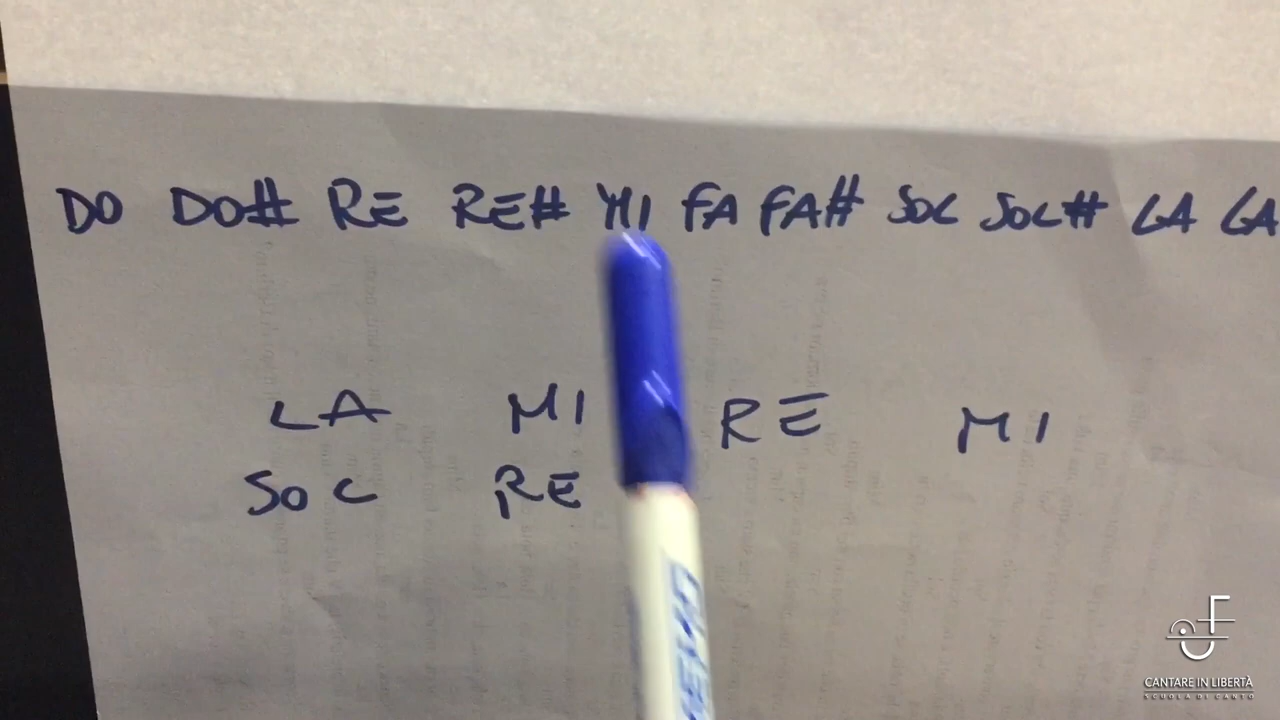 DO DO# RE RE# MI FA FA# SOL SOL# LA LA
LA MI RE MI
SOL RE
CANTARE IN LIBERTÀ
SCUOLA DI CANTO